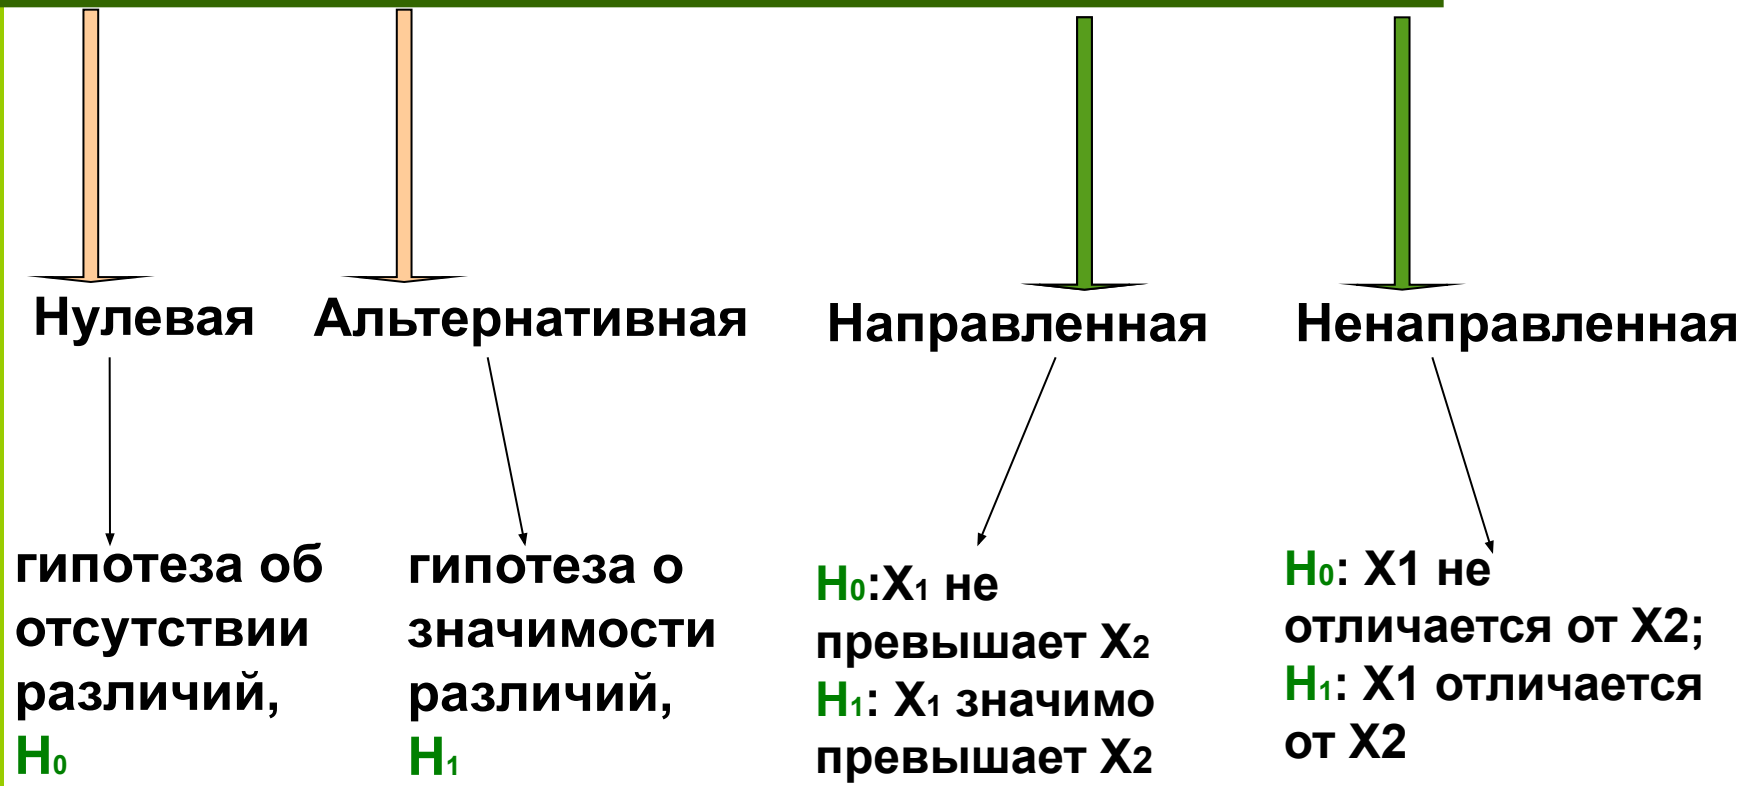 Нулевая
Альтернативная
Направленная
Ненаправленная
гипотеза об
отсутствии
различий,
H₀
гипотеза о
значимости
различий,
H₁
H₀:X₁ не
превышает X₂
H₁: X₁ значимо
превышает X₂
H₀: X1 не
отличается от X2;
H₁: X1 отличается
от X2